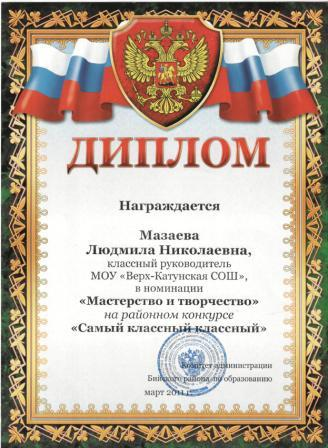 ДИПЛОМ
Награждается
Мазаева
Людмила Николаевна,
классный руководитель
МОУ «Верх-Катунская СОШ»,
в номинации
«Мастерство и творчество»
на районном конкурсе
«Самый классный классный»
Комитет администрации
Бийского района по образованию
март 2011 г.